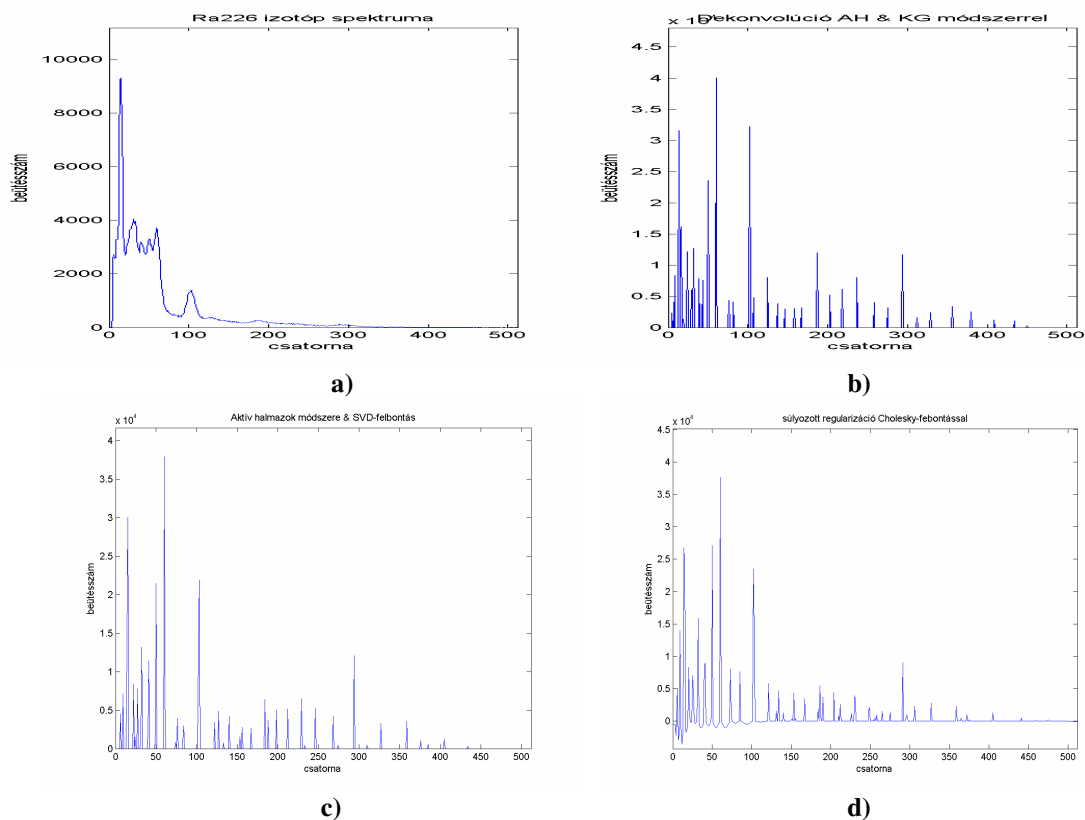 Ra226 izotóp spektruma
10000
8000
6000
4000
2000
0
beütésszám
0 100 200 300 400 500
csatorna
a)
Dekonvolúció AH & KG módszerrel
4.5
4
3.5
3
2.5
2
1.5
1
0.5
0
beütésszám
0 100 200 300 400 500
csatorna
b)
Aktív halmazok módszere & SVD-felbontás
x 10⁴
4
3.5
3
2.5
2
1.5
1
0.5
0
beütésszám
0 50 100 150 200 250 300 350 400 450 500
csatorna
c)
súlyozott regularizáció Cholesky-febontással
x 10⁴
4.5
4
3.5
3
2.5
2
1.5
1
0.5
0
-0.5
beütésszám
0 50 100 150 200 250 300 350 400 450 500
csatorna
d)